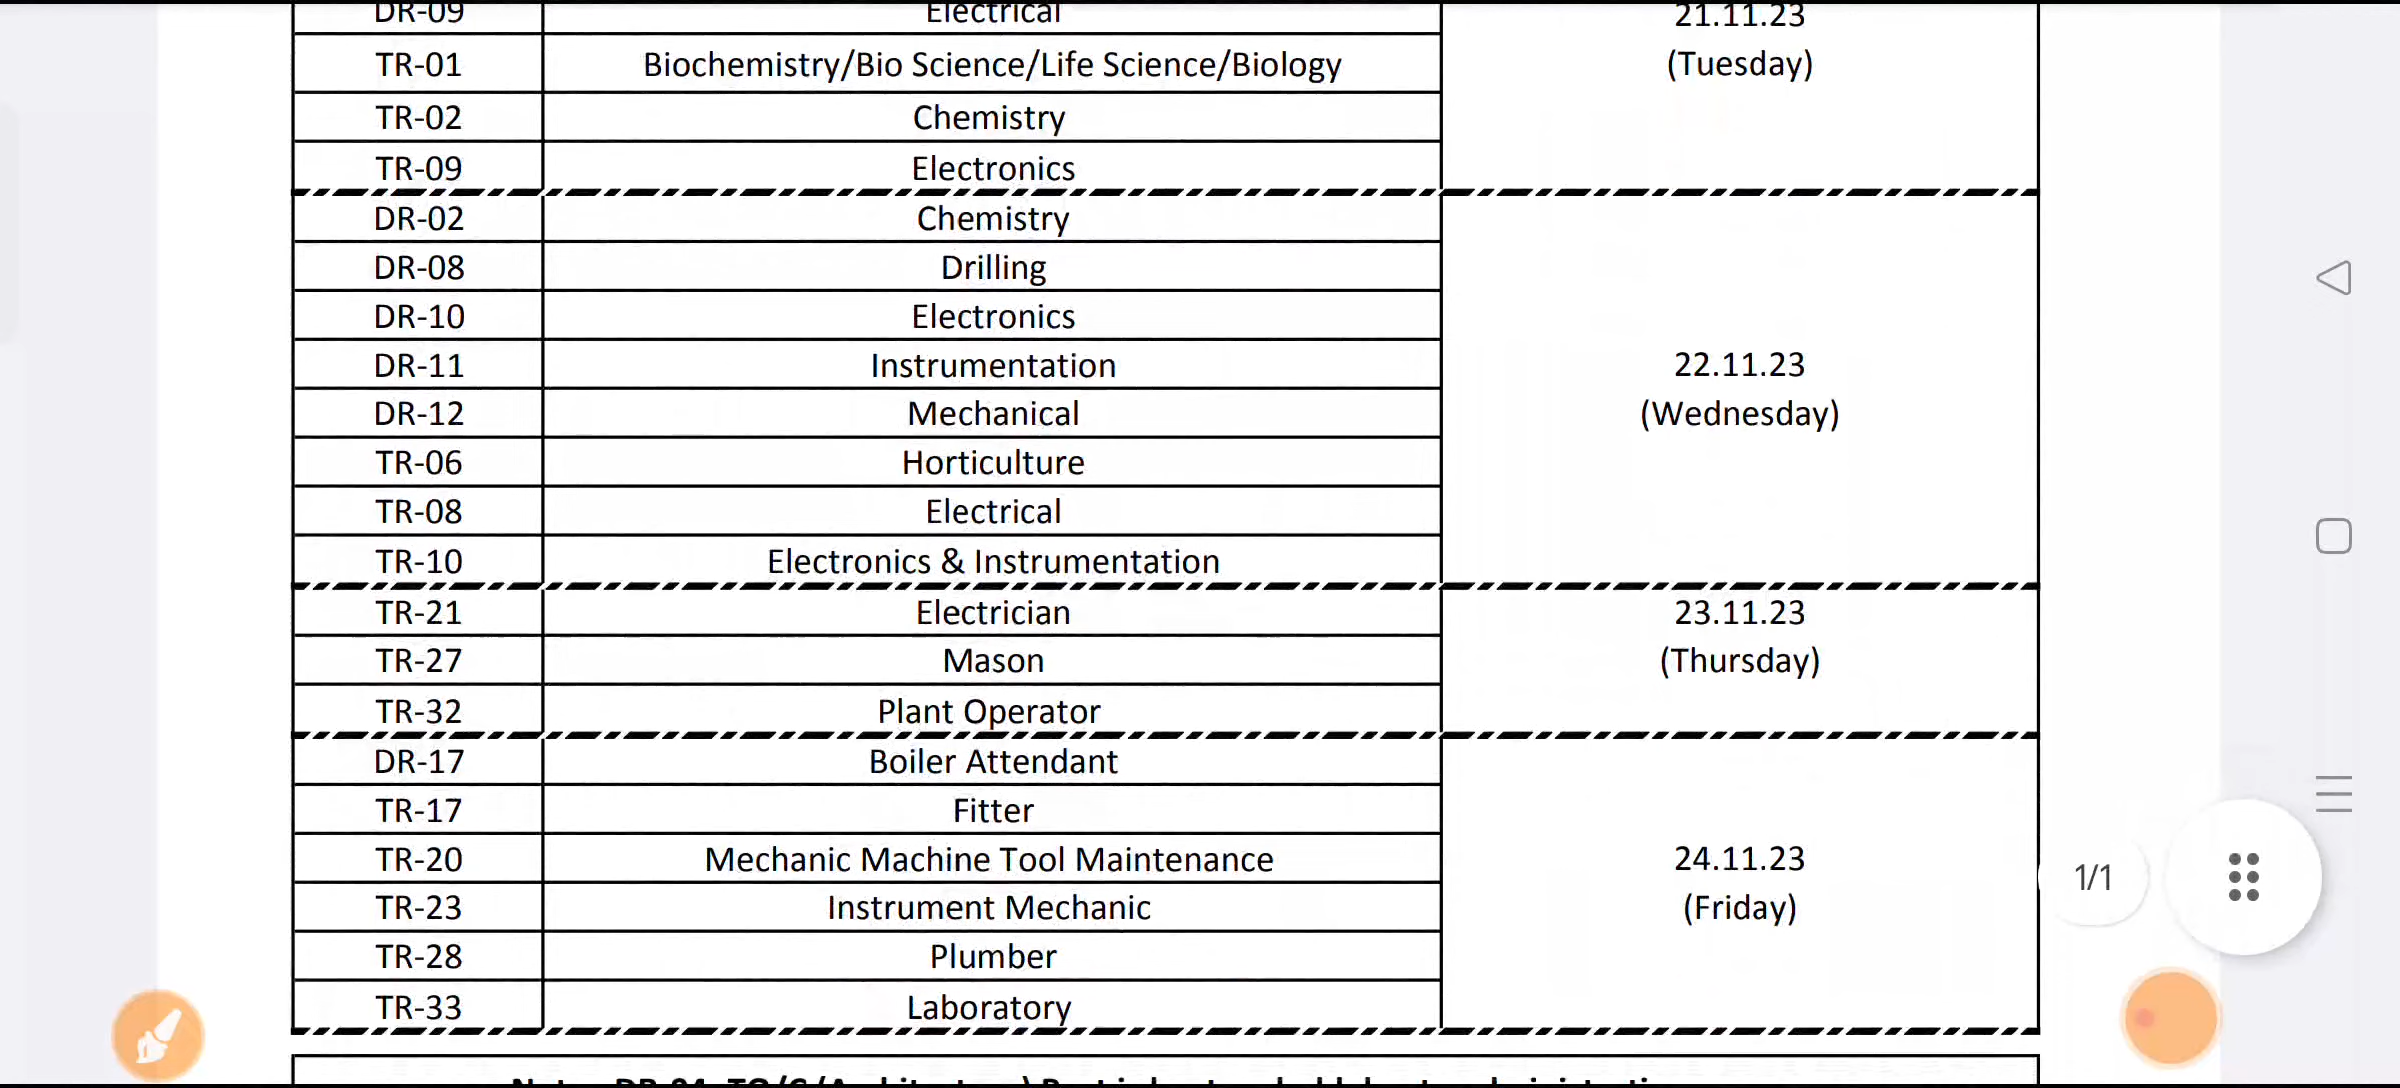 DR-09 Electrical 21.11.23
TR-01 Biochemistry/Bio Science/Life Science/Biology (Tuesday)
TR-02 Chemistry
TR-09 Electronics
DR-02 Chemistry
DR-08 Drilling
DR-10 Electronics
DR-11 Instrumentation 22.11.23
DR-12 Mechanical (Wednesday)
TR-06 Horticulture
TR-08 Electrical
TR-10 Electronics & Instrumentation
TR-21 Electrician 23.11.23
TR-27 Mason (Thursday)
TR-32 Plant Operator
DR-17 Boiler Attendant
TR-17 Fitter
TR-20 Mechanic Machine Tool Maintenance 24.11.23
1/1
TR-23 Instrument Mechanic (Friday)
TR-28 Plumber
TR-33 Laboratory